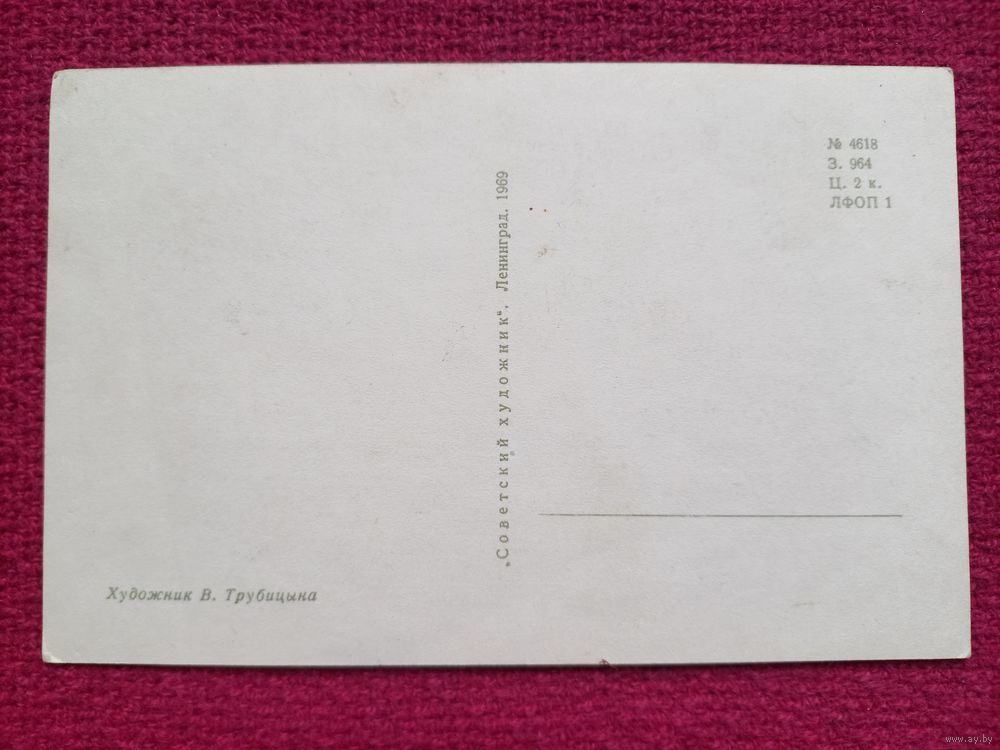 № 4618
З. 964
Ц. 2 к.
ЛФОП 1
„Советский художник“. Ленинград. 1969
Художник В. Трубицына
www.ay.by